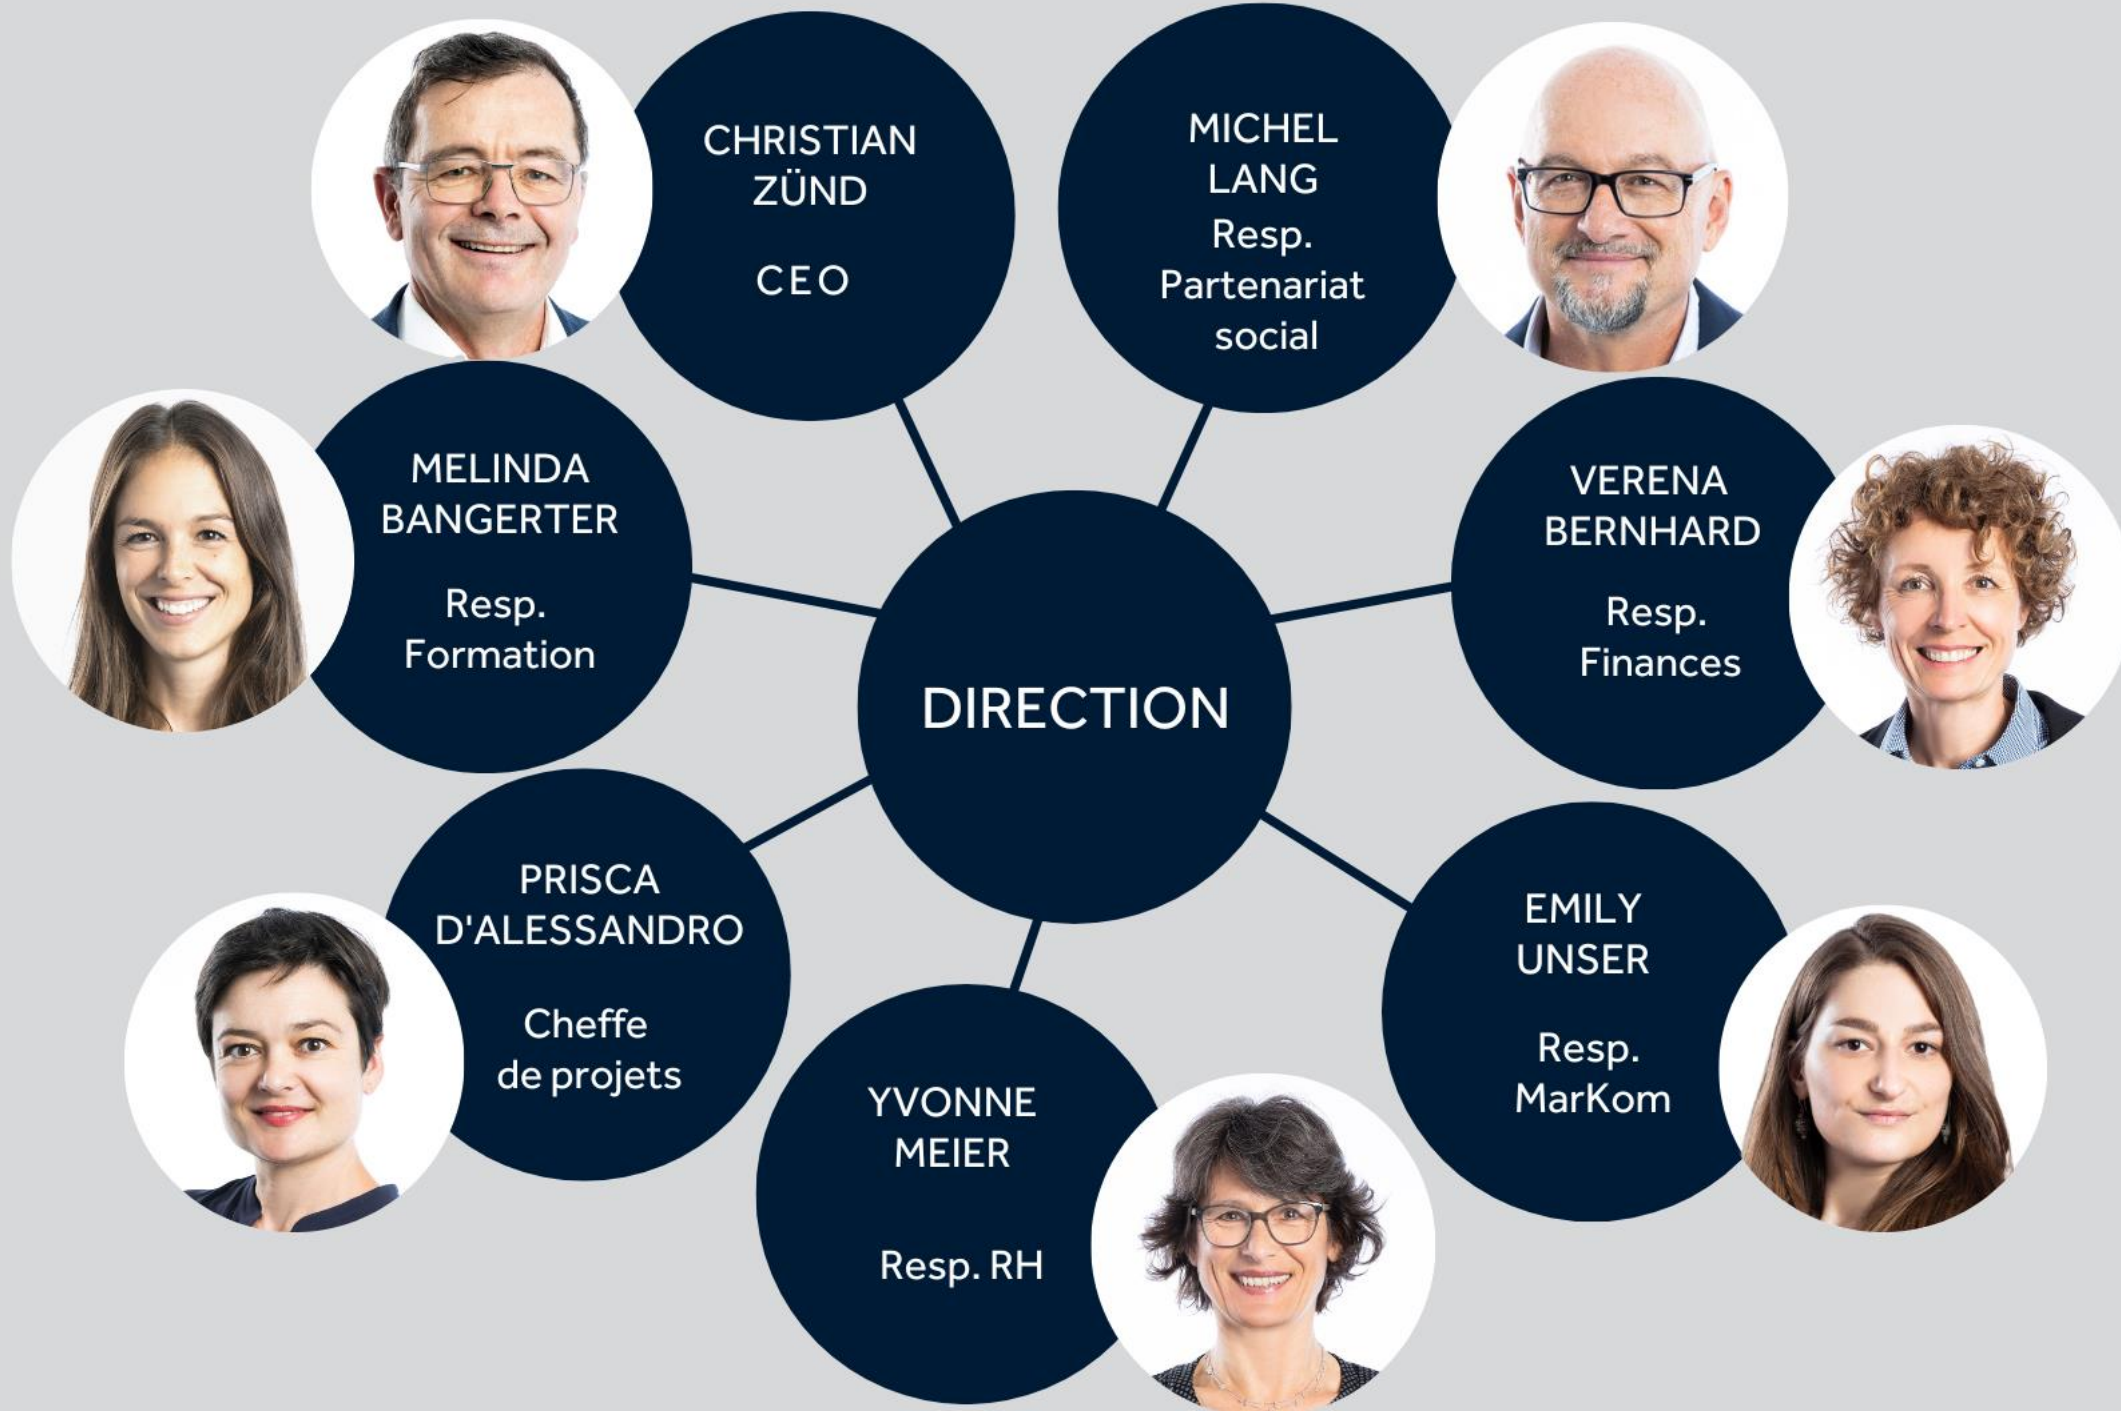 CHRISTIAN
ZÜND
CEO
MICHEL
LANG
Resp.
Partenariat
social
MELINDA
BANGERTER
Resp.
Formation
VERENA
BERNHARD
Resp.
Finances
DIRECTION
PRISCA
D'ALESSANDRO
Cheffe
de projets
EMILY
UNSER
Resp.
MarKom
YVONNE
MEIER
Resp. RH